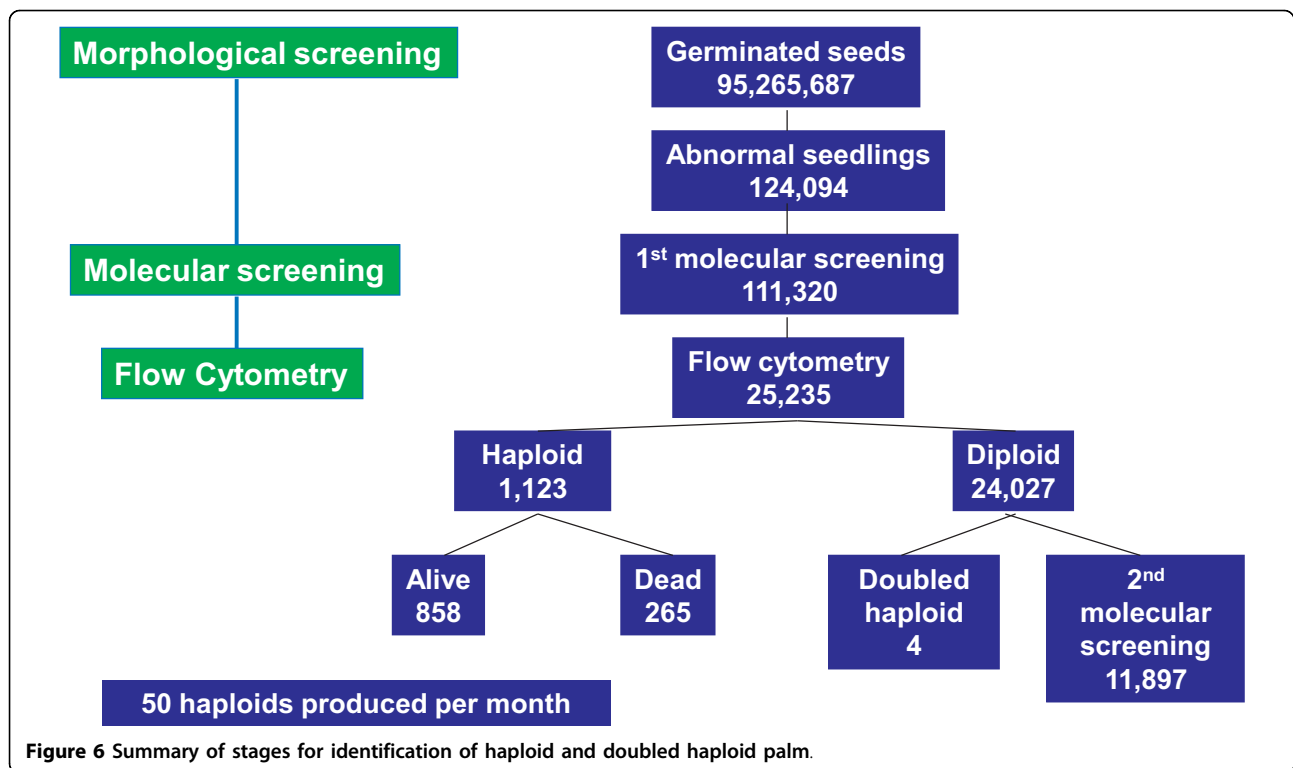 Morphological screening
Molecular screening
Flow Cytometry
Germinated seeds
95,265,687
Abnormal seedlings
124,094
1st molecular screening
111,320
Flow cytometry
25,235
Haploid
1,123
Diploid
24,027
Alive
858
Dead
265
Doubled
haploid
4
2nd
molecular
screening
11,897
50 haploids produced per month
Figure 6 Summary of stages for identification of haploid and doubled haploid palm.